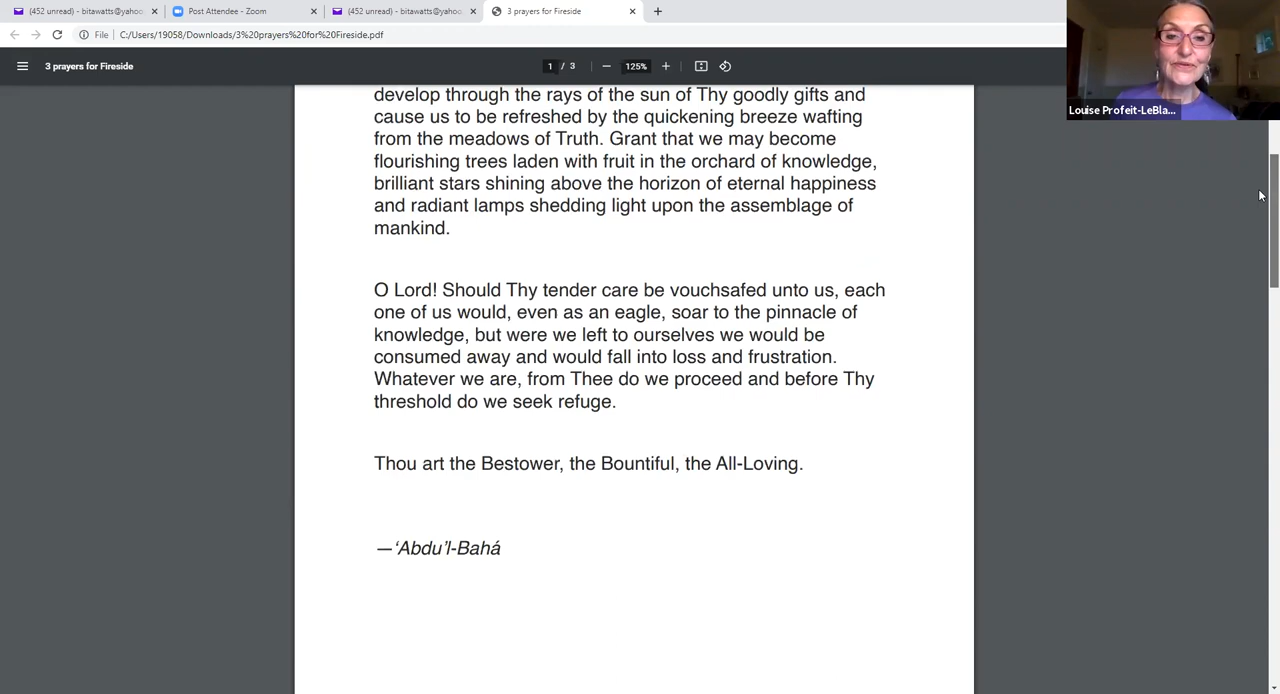 (452 unread) - bitawatts@yahoo
Post Attendee - Zoom
(452 unread) - bitawatts@yahoo
3 prayers for Fireside
File
C:/Users/19058/Downloads/3%20prayers%20for%20Fireside.pdf
3 prayers for Fireside
1 / 3
125%
Louise Profeit-LeBla...
develop through the rays of the sun of Thy goodly gifts and
cause us to be refreshed by the quickening breeze wafting
from the meadows of Truth. Grant that we may become
flourishing trees laden with fruit in the orchard of knowledge,
brilliant stars shining above the horizon of eternal happiness
and radiant lamps shedding light upon the assemblage of
mankind.
O Lord! Should Thy tender care be vouchsafed unto us, each
one of us would, even as an eagle, soar to the pinnacle of
knowledge, but were we left to ourselves we would be
consumed away and would fall into loss and frustration.
Whatever we are, from Thee do we proceed and before Thy
threshold do we seek refuge.
Thou art the Bestower, the Bountiful, the All-Loving.
—‘Abdu’l-Bahá